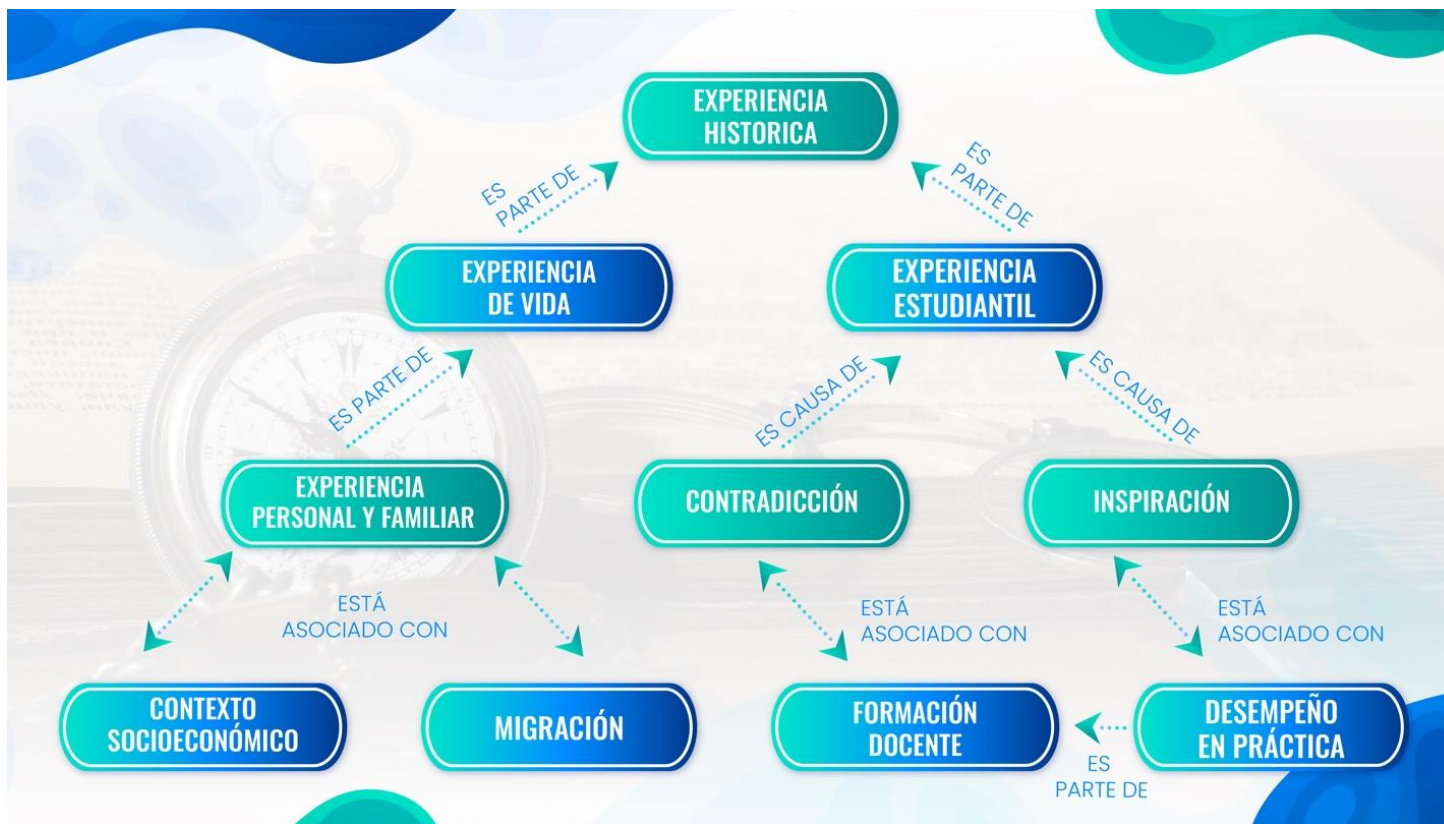 EXPERIENCIA
HISTORICA
ES
PARTE DE
ES
PARTE DE
EXPERIENCIA
DE VIDA
EXPERIENCIA
ESTUDIANTIL
ES PARTE DE
ES CAUSA DE
ES CAUSA DE
EXPERIENCIA
PERSONAL Y FAMILIAR
CONTRADICCIÓN
INSPIRACIÓN
ESTÁ
ASOCIADO CON
ESTÁ
ASOCIADO CON
ESTÁ
ASOCIADO CON
CONTEXTO
SOCIOECONÓMICO
MIGRACIÓN
FORMACIÓN
DOCENTE
DESEMPEÑO
EN PRÁCTICA
ES
PARTE DE